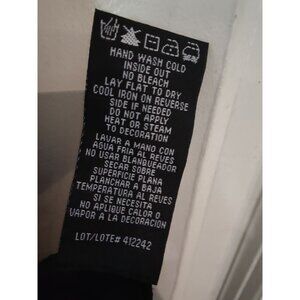 HAND WASH COLD
INSIDE OUT
NO BLEACH
LAY FLAT TO DRY
COOL IRON ON REVERSE
SIDE IF NEEDED
DO NOT APPLY
HEAT OR STEAM
TO DECORATION
LAVAR A MANO CON
AGUA FRIA AL REVES
NO USAR BLANQUEADOR
SECAR SOBRE
SUPERFICIE PLANA
PLANCHAR A BAJA
TEMPERATURA AL REVES
SI SE NECESITA
NO APLIQUE CALOR O
VAPOR A LA DECORACION
LOT/LOTE# 412242